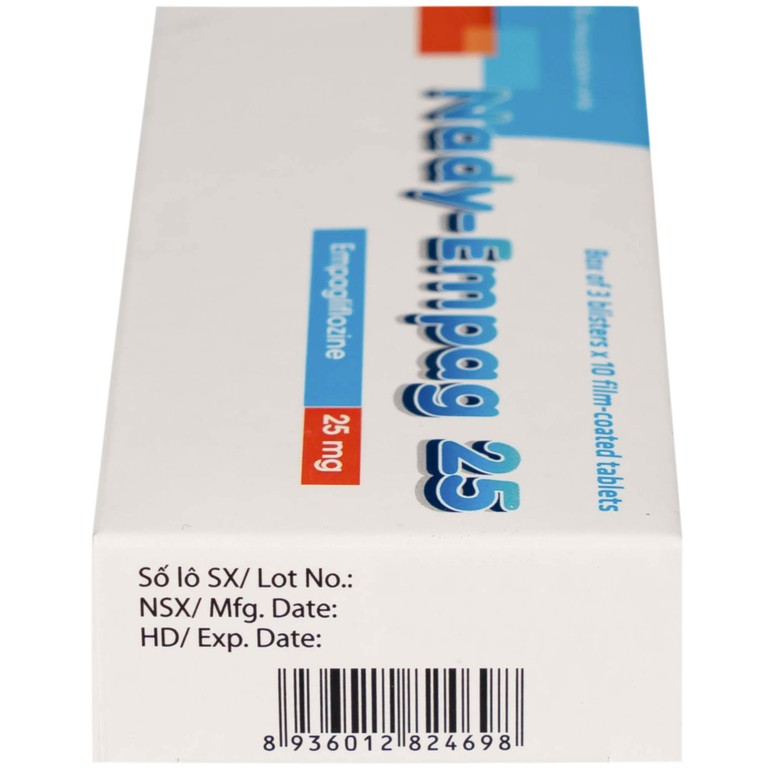 Box of 3 blisters x 10 film-coated tablets
Nady-Empag 25
Empagliflozine 25 mg
Số lô SX/ Lot No.:
NSX/ Mfg. Date:
HD/ Exp. Date:
8 936012 824698